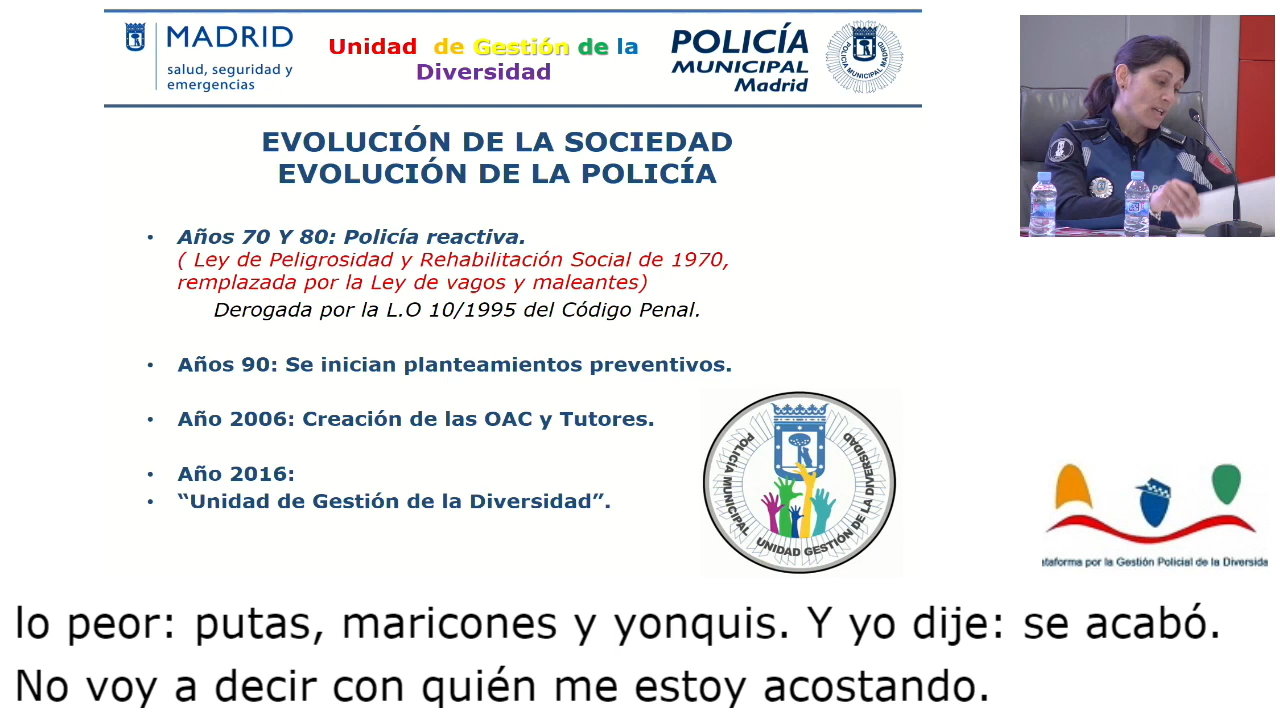 MADRID
salud, seguridad y
emergencias
Unidad de Gestión de la
Diversidad
POLICÍA
MUNICIPAL
Madrid
POLICÍA MUNICIPAL MADRID
EVOLUCIÓN DE LA SOCIEDAD
EVOLUCIÓN DE LA POLICÍA
• Años 70 Y 80: Policía reactiva.
( Ley de Peligrosidad y Rehabilitación Social de 1970,
remplazada por la Ley de vagos y maleantes)
Derogada por la L.O 10/1995 del Código Penal.
• Años 90: Se inician planteamientos preventivos.
• Año 2006: Creación de las OAC y Tutores.
• Año 2016:
• “Unidad de Gestión de la Diversidad”.
POLICÍA MUNICIPAL MADRID
UNIDAD GESTIÓN DE LA DIVERSIDAD
ataforma por la Gestión Policial de la Diversida
lo peor: putas, maricones y yonquis. Y yo dije: se acabó.
No voy a decir con quién me estoy acostando.